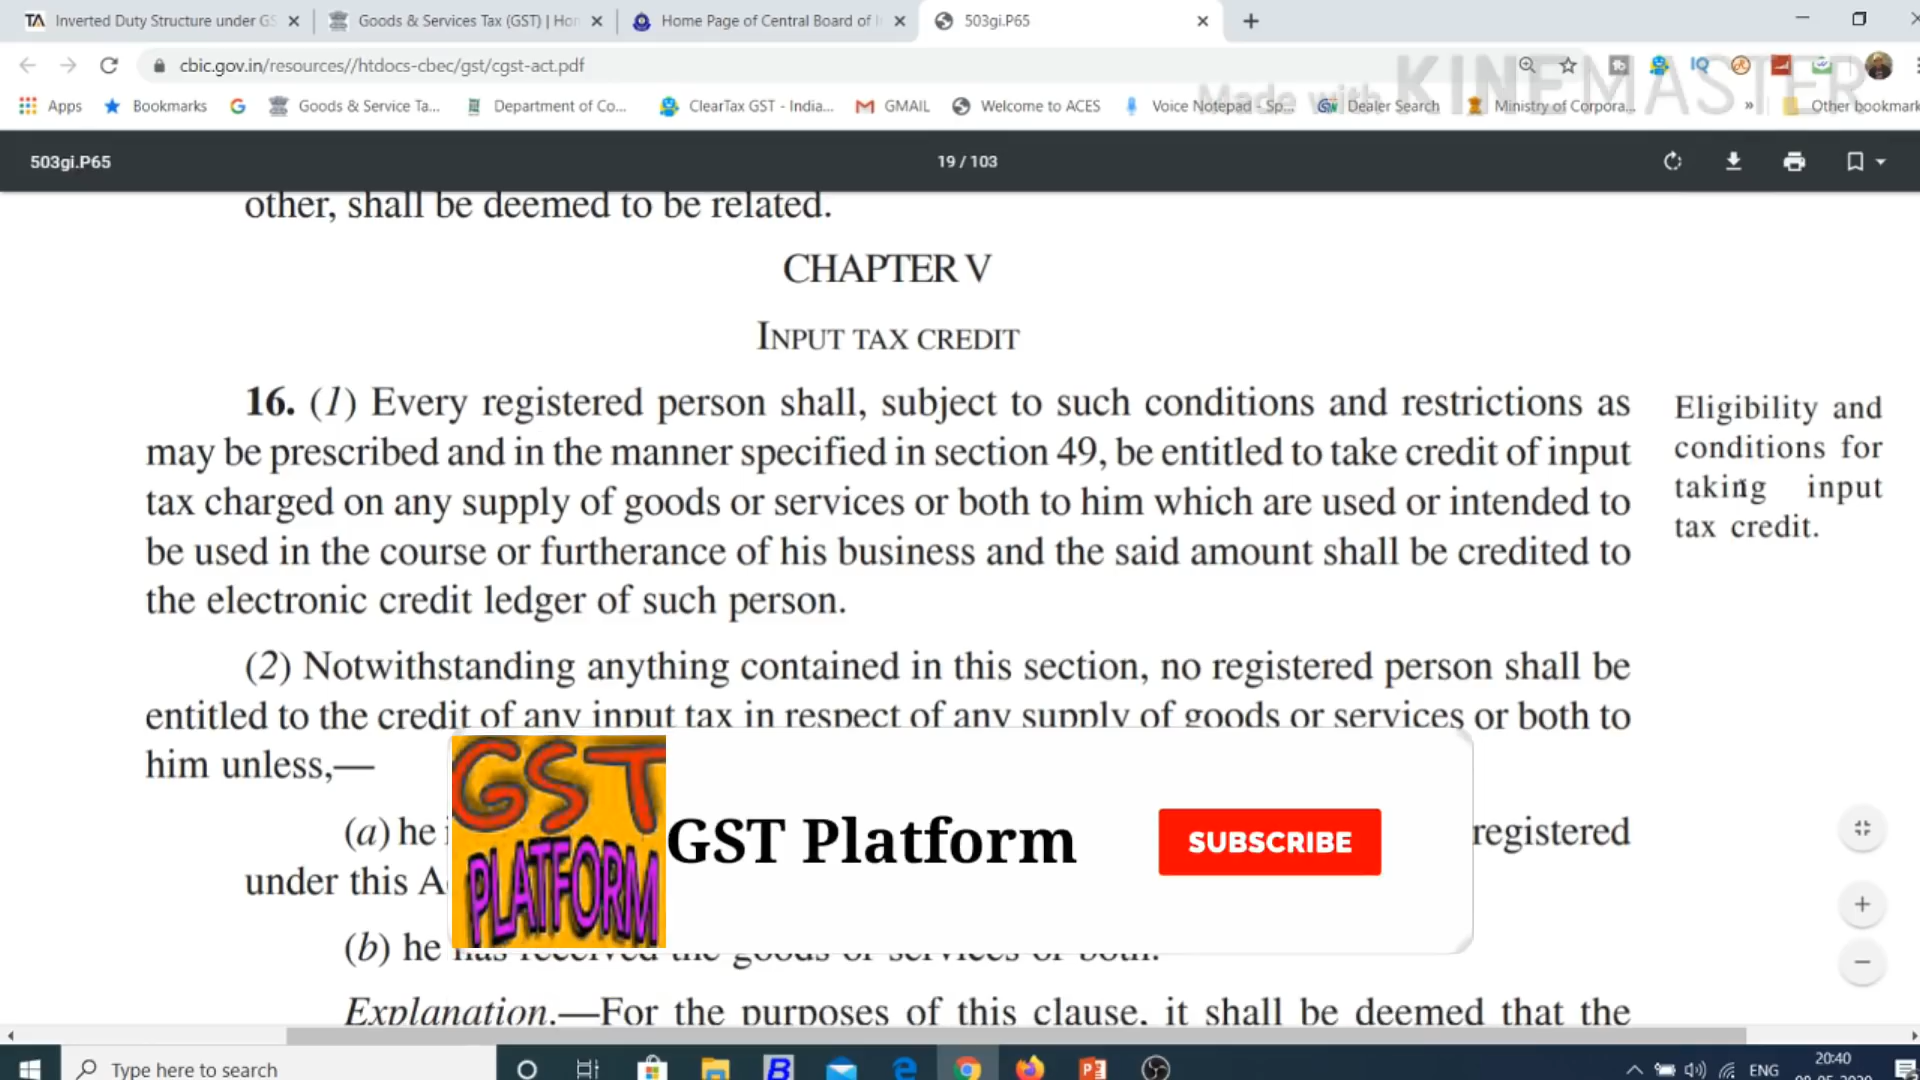 Inverted Duty Structure under GS
Goods & Services Tax (GST) | Hor
Home Page of Central Board of I
503gi.P65
cbic.gov.in/resources//htdocs-cbec/gst/cgst-act.pdf
Made with KINEMASTER
Apps
Bookmarks
Goods & Service Ta...
Department of Co...
ClearTax GST - India...
GMAIL
Welcome to ACES
Voice Notepad - Sp...
Dealer Search
Ministry of Corpora...
»
Other bookmark
503gi.P65
19 / 103
other, shall be deemed to be related.
CHAPTER V
INPUT TAX CREDIT
16. (1) Every registered person shall, subject to such conditions and restrictions as
may be prescribed and in the manner specified in section 49, be entitled to take credit of input
tax charged on any supply of goods or services or both to him which are used or intended to
be used in the course or furtherance of his business and the said amount shall be credited to
the electronic credit ledger of such person.
Eligibility and
conditions for
taking input
tax credit.
(2) Notwithstanding anything contained in this section, no registered person shall be
entitled to the credit of any input tax in respect of any supply of goods or services or both to
him unless,—
(a) he
registered
under this A
GST PLATFORM
GST Platform
SUBSCRIBE
(b) he has received the goods or services or both.
Explanation.—For the purposes of this clause, it shall be deemed that the
Type here to search
ENG
20:40